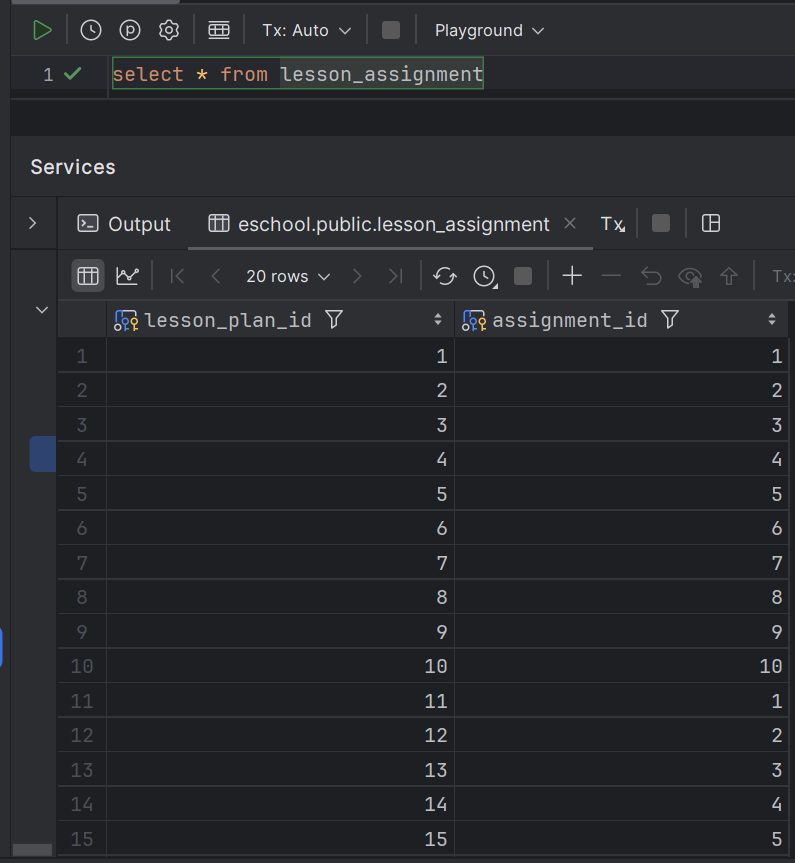 Tx: Auto Playground
1 select * from lesson_assignment
Services
Output eschool.public.lesson_assignment Tx
20 rows Tx:
lesson_plan_id assignment_id
1 1 1
2 2 2
3 3 3
4 4 4
5 5 5
6 6 6
7 7 7
8 8 8
9 9 9
10 10 10
11 11 1
12 12 2
13 13 3
14 14 4
15 15 5